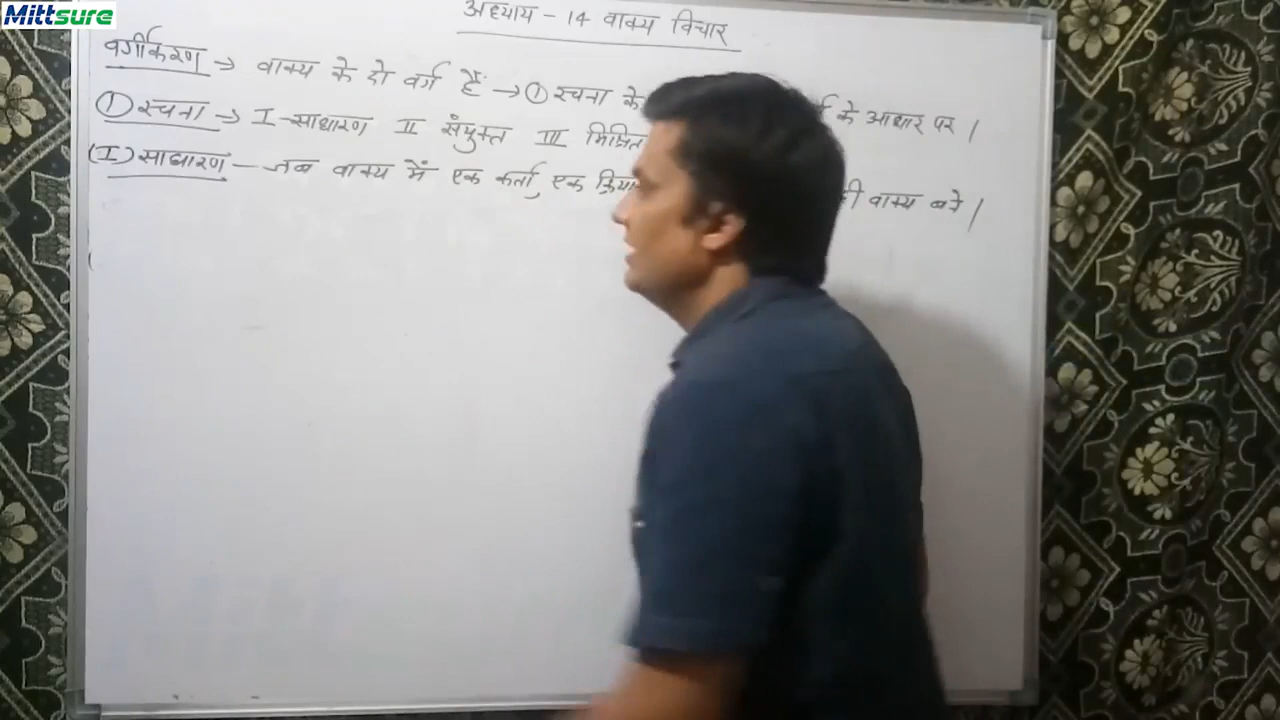 Mittsure
अध्याय - 14 वाक्य विचार
वर्गीकरण → वाक्य के दो वर्ग हैं → ① रचना के के आधार पर |
① रचना → I साधारण II संयुक्त III मिश्रित
(I) साधारण — जब वाक्य में एक कर्ता, एक क्रिया वाक्य बने |